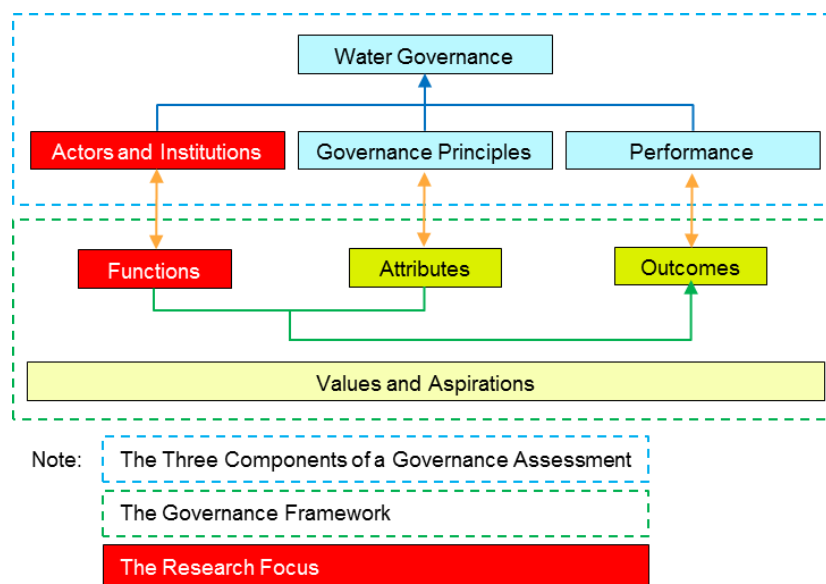 Water Governance
Actors and Institutions
Governance Principles
Performance
Functions
Attributes
Outcomes
Values and Aspirations
Note:
The Three Components of a Governance Assessment
The Governance Framework
The Research Focus